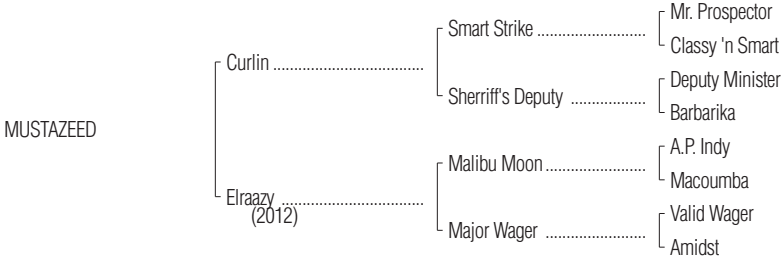 Mr. Prospector
Smart Strike ..........................
Classy 'n Smart
Curlin ....................................
Deputy Minister
Sherriff's Deputy ..................
Barbarika
MUSTAZEED
A.P. Indy
Malibu Moon ........................
Macoumba
Elraazy ..................................
(2012)
Valid Wager
Major Wager ........................
Amidst